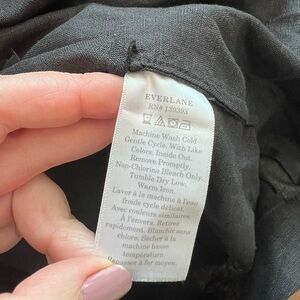 EVERLANE
RN# 139393
Machine Wash Cold
Gentle Cycle. With Like
Colors. Inside Out.
Remove Promptly.
Non-Chlorine Bleach Only.
Tumble Dry Low.
Warm Iron.
Laver à la machine à l'eau
froide cycle délicat.
Avec couleurs similaires.
À l'envers. Retirez
rapidement. Blanchir sans
chlore. Sécher à la
machine basse
température.
Repasser à fer moyen.